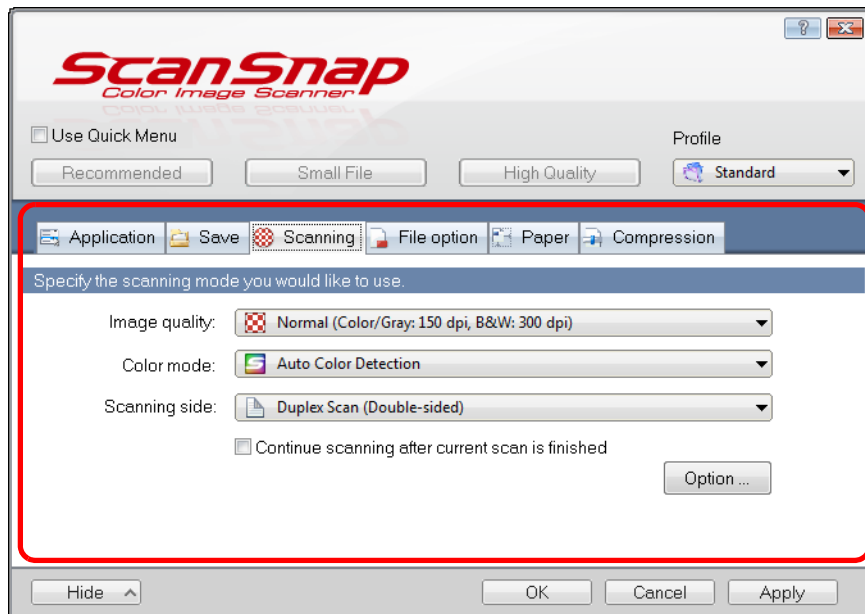 ScanSnap
Color Image Scanner
Use Quick Menu
Profile
Recommended Small File High Quality Standard
Application Save Scanning File option Paper Compression
Specify the scanning mode you would like to use.
Image quality: Normal (Color/Gray: 150 dpi, B&W: 300 dpi)
Color mode: Auto Color Detection
Scanning side: Duplex Scan (Double-sided)
Continue scanning after current scan is finished
Option ...
Hide OK Cancel Apply